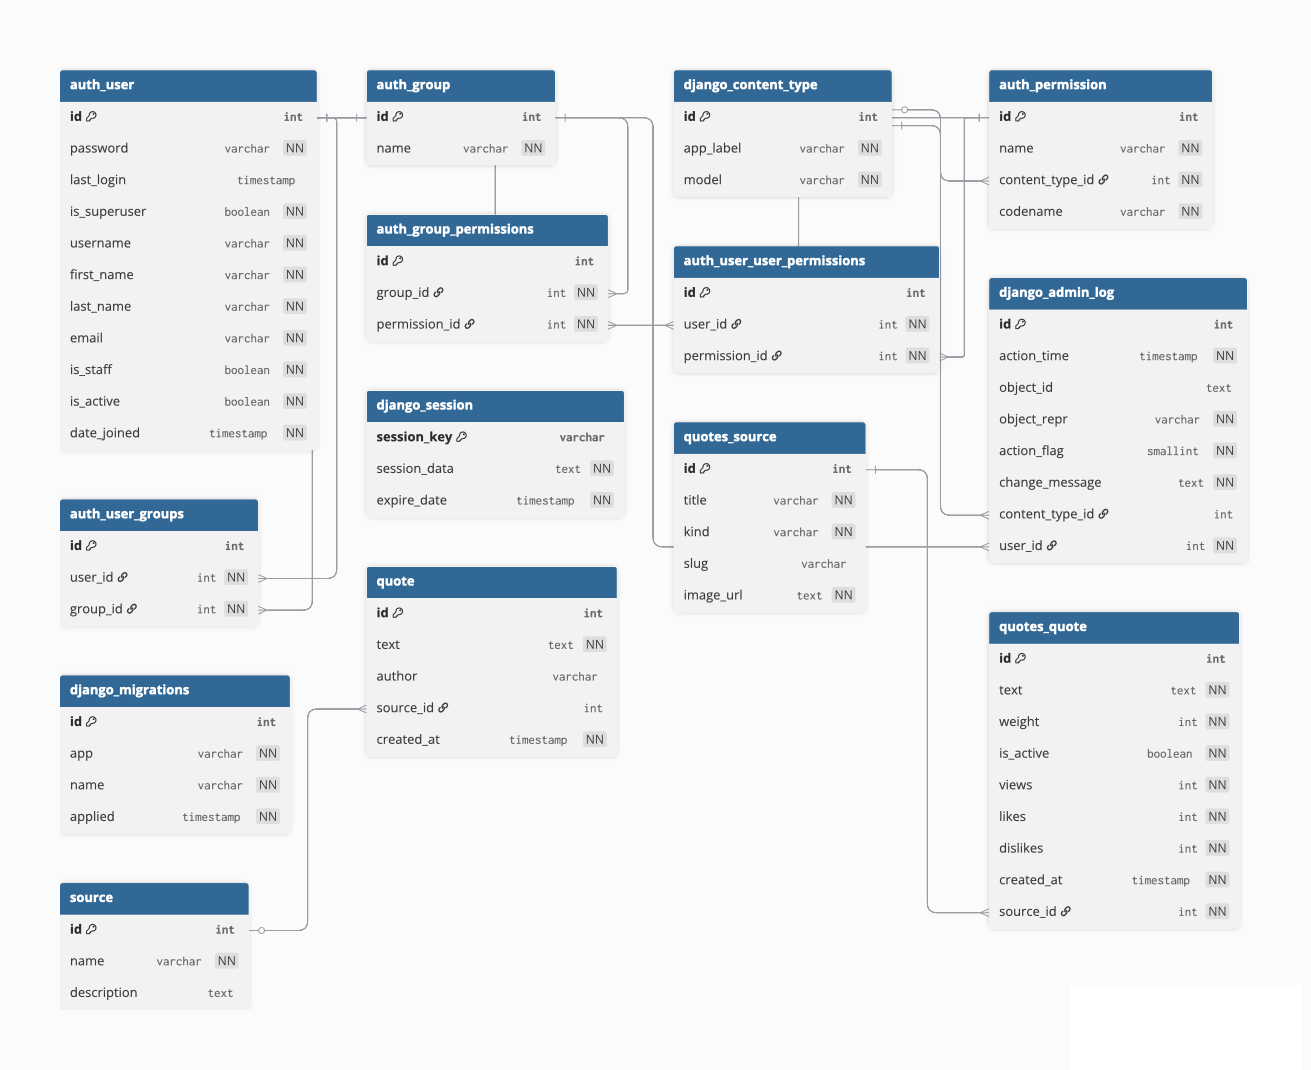 auth_user
id int
password varchar NN
last_login timestamp
is_superuser boolean NN
username varchar NN
first_name varchar NN
last_name varchar NN
email varchar NN
is_staff boolean NN
is_active boolean NN
date_joined timestamp NN
auth_user_groups
id int
user_id int NN
group_id int NN
django_migrations
id int
app varchar NN
name varchar NN
applied timestamp NN
source
id int
name varchar NN
description text
auth_group
id int
name varchar NN
auth_group_permissions
id int
group_id int NN
permission_id int NN
django_session
session_key varchar
session_data text NN
expire_date timestamp NN
quote
id int
text text NN
author varchar
source_id int
created_at timestamp NN
django_content_type
id int
app_label varchar NN
model varchar NN
auth_user_user_permissions
id int
user_id int NN
permission_id int NN
quotes_source
id int
title varchar NN
kind varchar NN
slug varchar
image_url text NN
auth_permission
id int
name varchar NN
content_type_id int NN
codename varchar NN
django_admin_log
id int
action_time timestamp NN
object_id text
object_repr varchar NN
action_flag smallint NN
change_message text NN
content_type_id int
user_id int NN
quotes_quote
id int
text text NN
weight int NN
is_active boolean NN
views int NN
likes int NN
dislikes int NN
created_at timestamp NN
source_id int NN